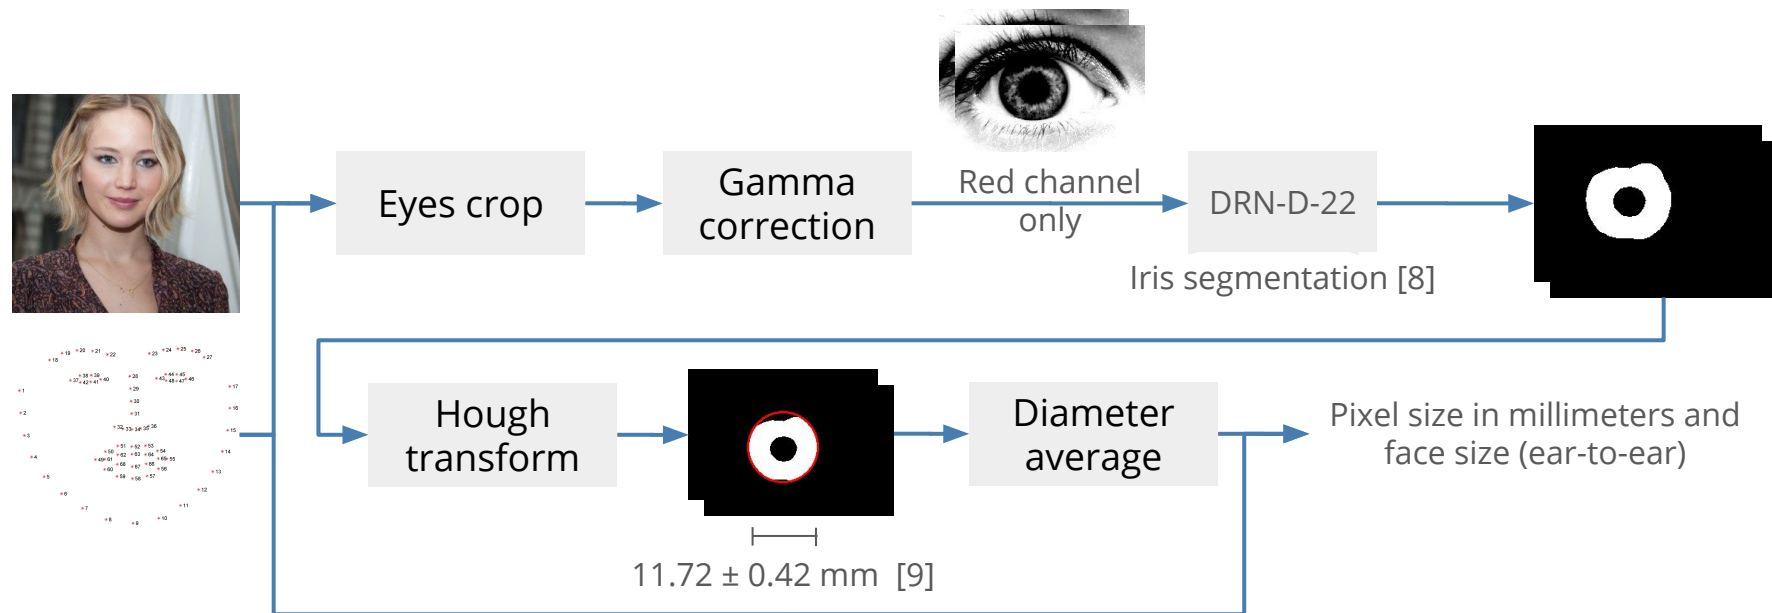 Eyes crop
Gamma
correction
Red channel
only
DRN-D-22
Iris segmentation [8]
Hough
transform
11.72 ± 0.42 mm [9]
Diameter
average
Pixel size in millimeters and
face size (ear-to-ear)